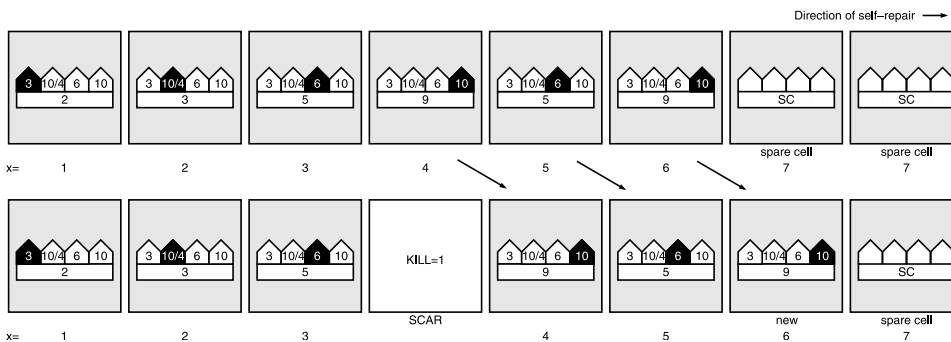 Direction of self−repair
3 10/4 6 10 3 10/4 6 10 3 10/4 6 10 3 10/4 6 10 3 10/4 6 10 3 10/4 6 10
2 3 5 9 5 9 SC SC
spare cell spare cell
x= 1 2 3 4 5 6 7 7
3 10/4 6 10 3 10/4 6 10 3 10/4 6 10 KILL=1 3 10/4 6 10 3 10/4 6 10 3 10/4 6 10
2 3 5 9 5 9 SC
SCAR new spare cell
x= 1 2 3 4 5 6 7